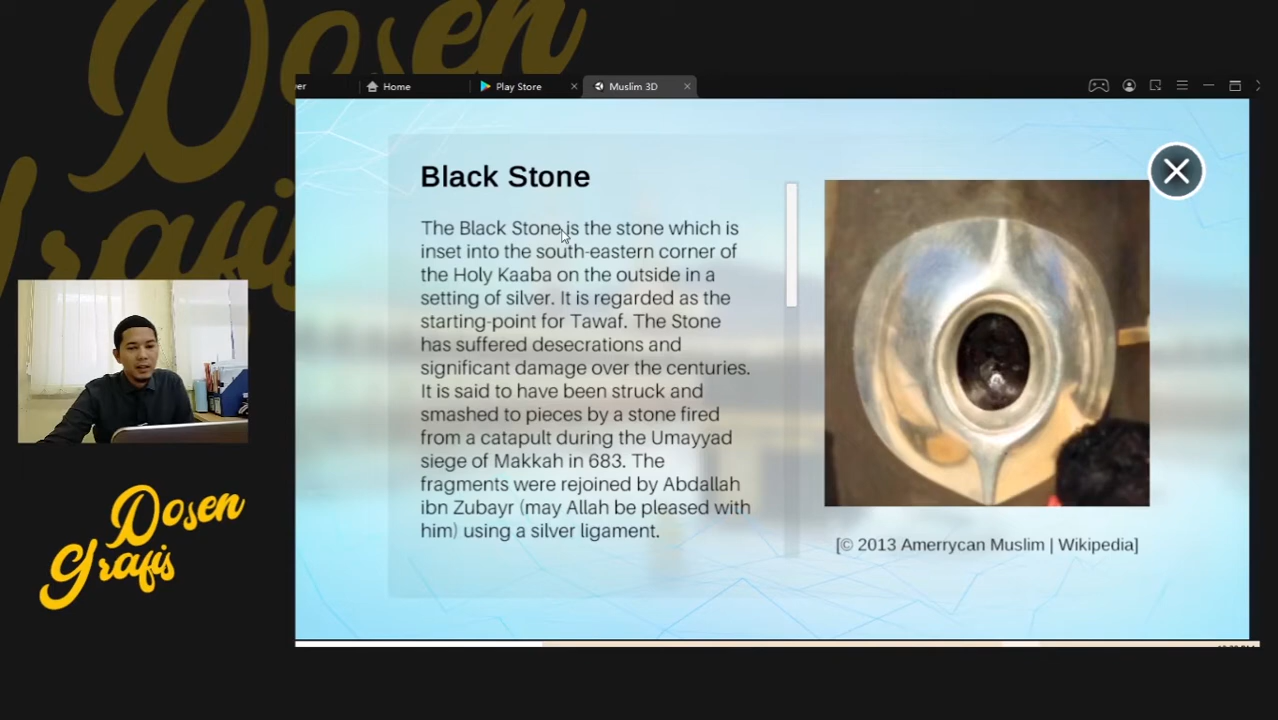 Dosen
Grafis
er
Home
Play Store
Muslim 3D
Black Stone
The Black Stone is the stone which is
inset into the south-eastern corner of
the Holy Kaaba on the outside in a
setting of silver. It is regarded as the
starting-point for Tawaf. The Stone
has suffered desecrations and
significant damage over the centuries.
It is said to have been struck and
smashed to pieces by a stone fired
from a catapult during the Umayyad
siege of Makkah in 683. The
fragments were rejoined by Abdallah
ibn Zubayr (may Allah be pleased with
him) using a silver ligament.
[© 2013 Amerrycan Muslim | Wikipedia]
Dosen
Grafis